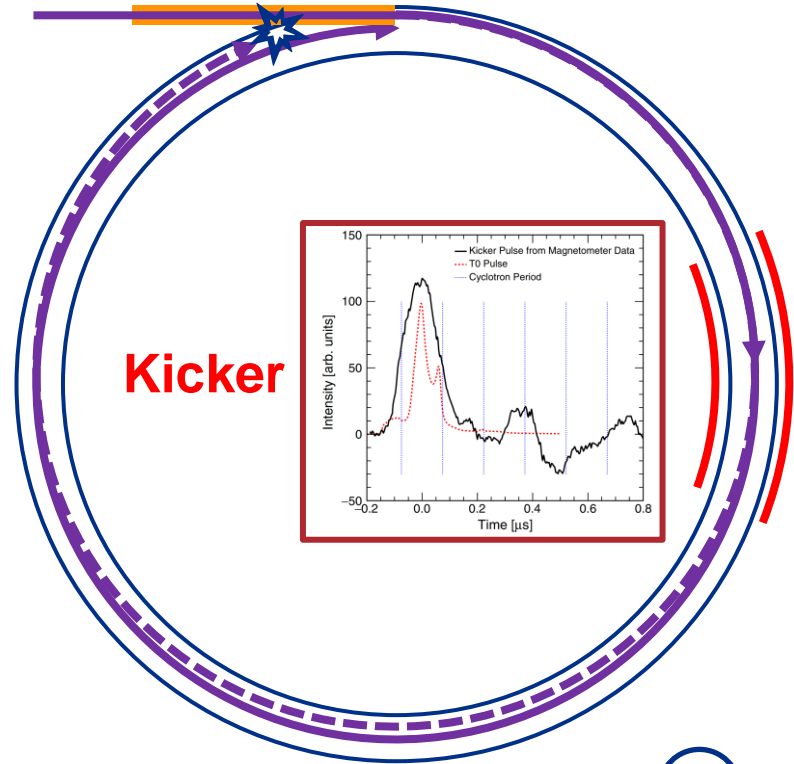 Kicker
150
100
50
0
−50
Intensity [arb. units]
Kicker Pulse from Magnetometer Data
T0 Pulse
Cyclotron Period
−0.2 0.0 0.2 0.4 0.6 0.8
Time [μs]